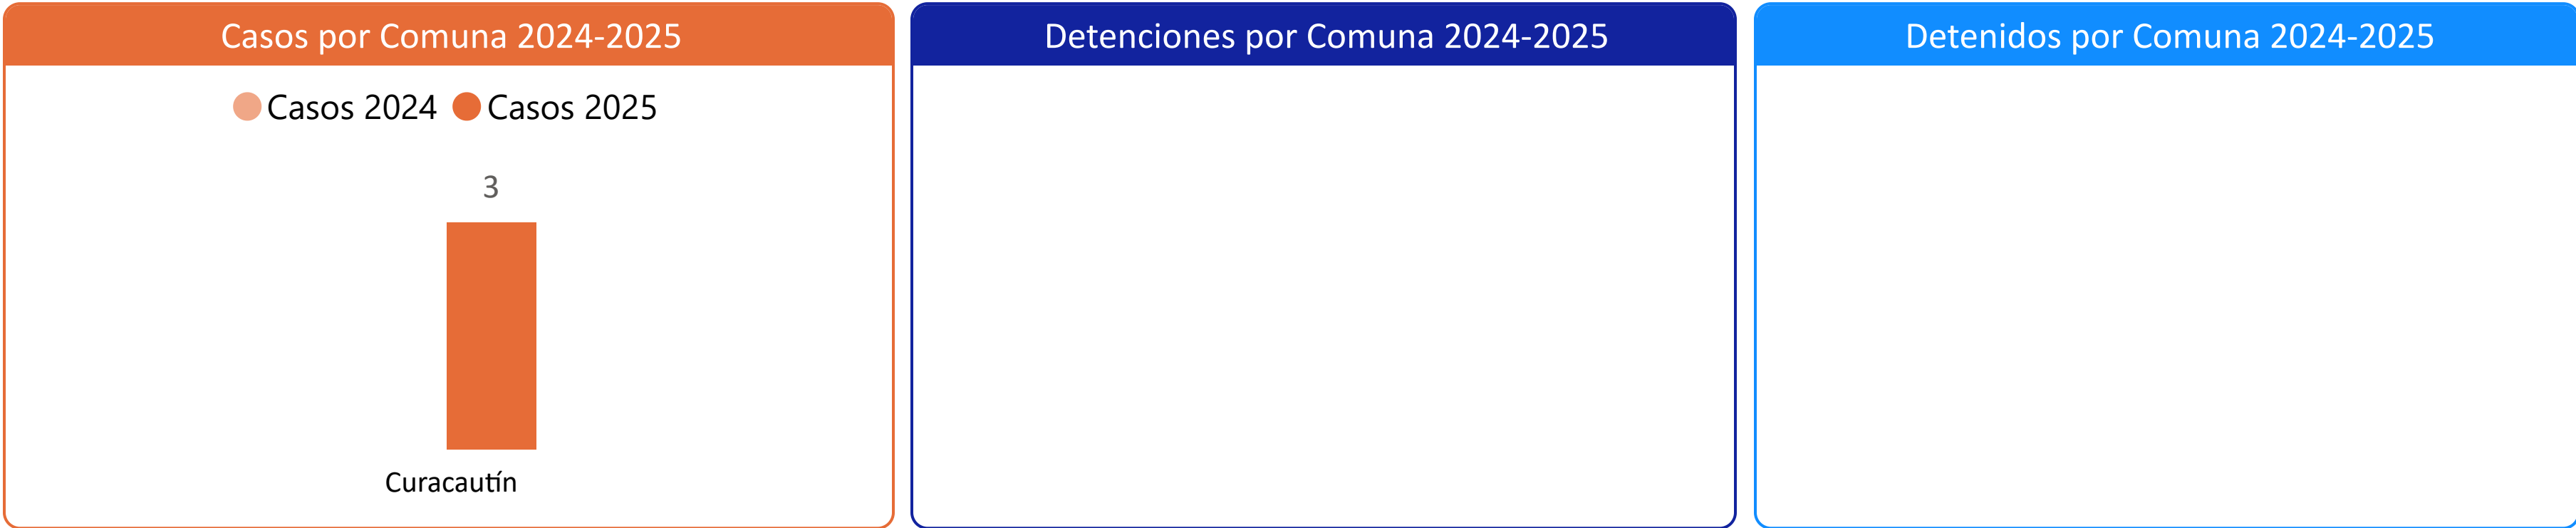 Casos por Comuna 2024-2025
Casos 2024 Casos 2025
3
Curacautín
Detenciones por Comuna 2024-2025
Detenidos por Comuna 2024-2025